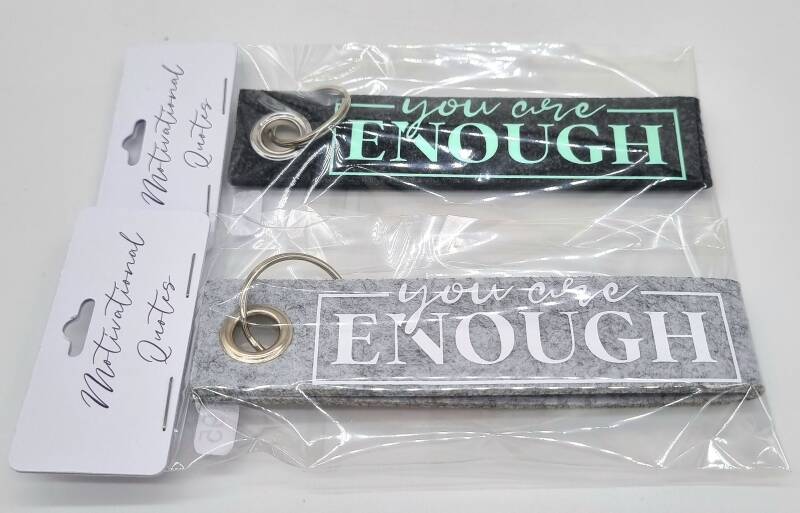 Motivational
Quotes
you are
ENOUGH
Motivational
Quotes
you are
ENOUGH